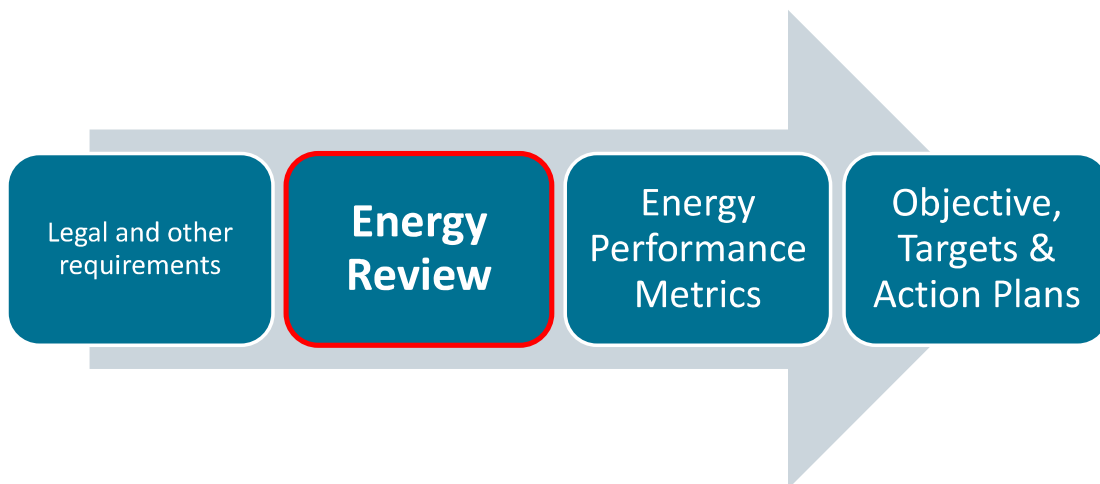 Legal and other
requirements
Energy
Review
Energy
Performance
Metrics
Objective,
Targets &
Action Plans